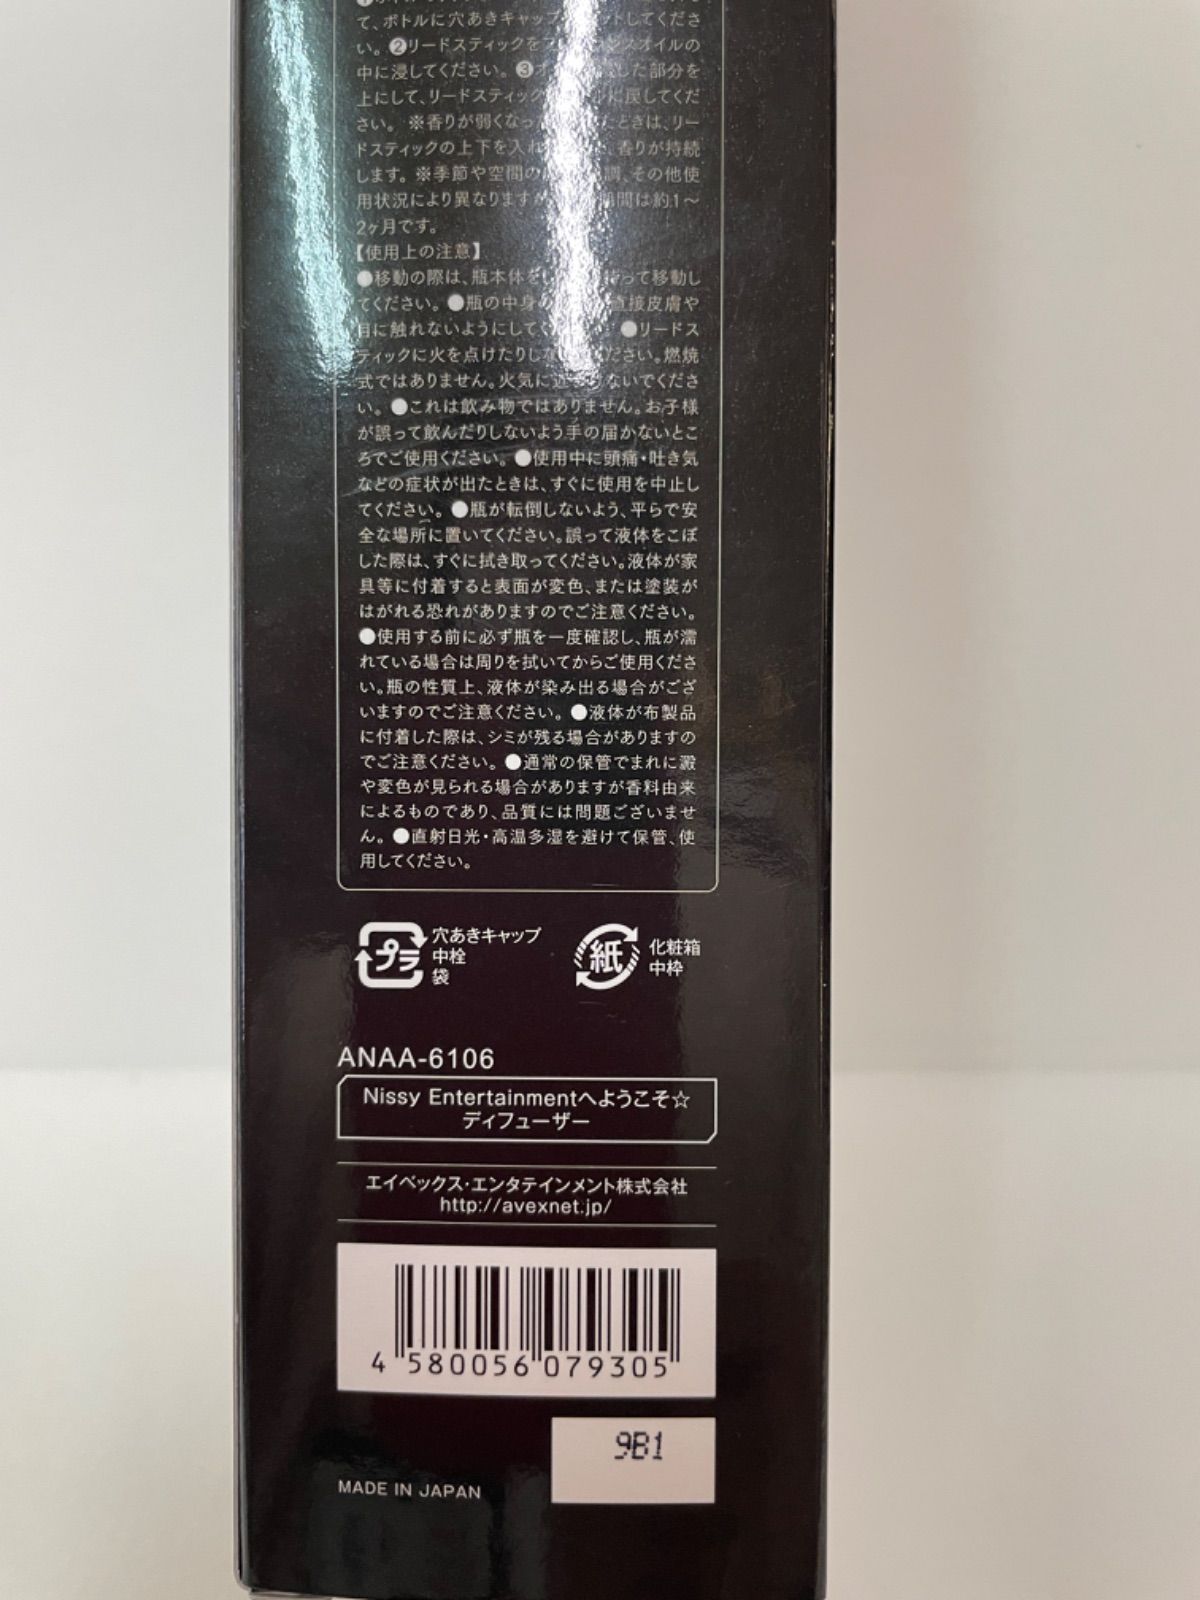 て、ボトルに穴あきキャップ
い。❷リードスティックを オイルの
中に浸してください。❸ した部分を
上にして、リードスティック に戻してくだ
さい。※香りが弱くなっ ときは、リー
ドスティックの上下を入れ 香りが持続
します。※季節や空間の その他使
用状況により異なりますが 間は約1〜
2ヶ月です。
【使用上の注意】
●移動の際は、瓶本体を 持って移動し
てください。●瓶の中身 直接皮膚や
目に触れないようにしてく ●リードス
ティックに火を点けたりし ください。燃焼
式ではありません。火気に近 ないでくださ
い。●これは飲み物ではありません。お子様
が誤って飲んだりしないよう手の届かないとこ
ろでご使用ください。●使用中に頭痛・吐き気
などの症状が出たときは、すぐに使用を中止し
てください。●瓶が転倒しないよう、平らで安
全な場所に置いてください。誤って液体をこぼ
した際は、すぐに拭き取ってください。液体が家
具等に付着すると表面が変色、または塗装が
はがれる恐れがありますのでご注意ください。
●使用する前に必ず瓶を一度確認し、瓶が濡
れている場合は周りを拭いてからご使用くださ
い。瓶の性質上、液体が染み出る場合がござ
いますのでご注意ください。●液体が布製品
に付着した際は、シミが残る場合がありますの
でご注意ください。●通常の保管でまれに澱
や変色が見られる場合がありますが香料由来
によるものであり、品質には問題ございませ
ん。●直射日光・高温多湿を避けて保管、使
用してください。
プラ 穴あきキャップ
中栓
袋
紙 化粧箱
中枠
ANAA-6106
Nissy Entertainmentへようこそ☆
ディフューザー
エイベックス・エンタテインメント株式会社
http://avexnet.jp/
4 580056 079305
9B1
MADE IN JAPAN